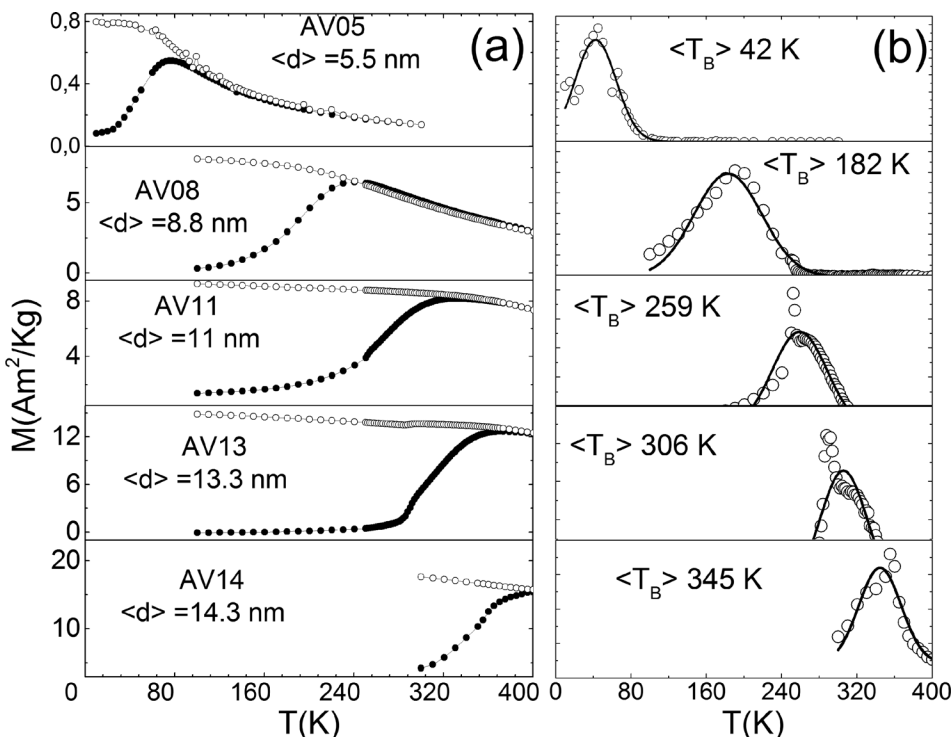 0,8
0,4
0,0
AV05
<d> =5.5 nm
(a)
AV08
<d> =8.8 nm
5
0
AV11
<d> =11 nm
8
4
AV13
<d> =13.3 nm
12
6
0
AV14
<d> =14.3 nm
20
10
M(Am²/Kg)
0 80 160 240 320 400
T(K)
<T_B> 42 K
(b)
<T_B> 182 K
<T_B> 259 K
<T_B> 306 K
<T_B> 345 K
0 80 160 240 320 400
T(K)